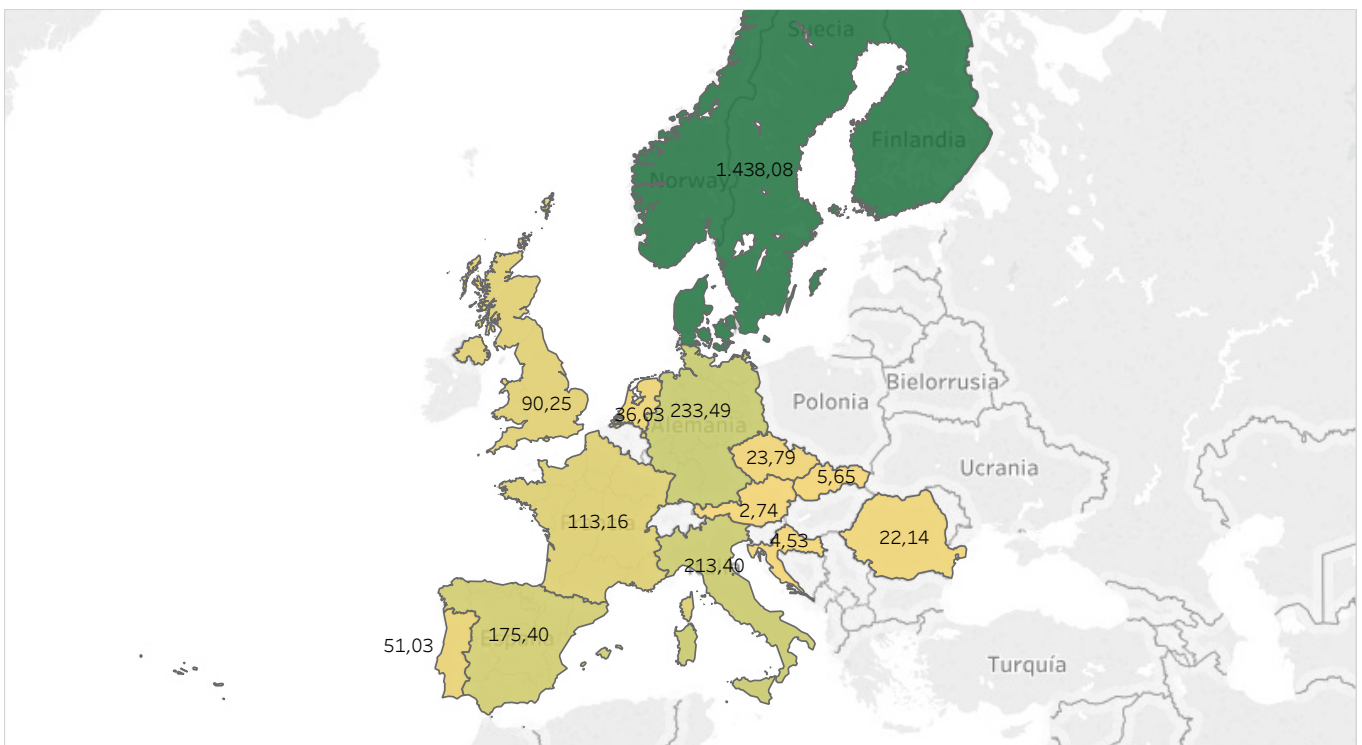 Suecia
Finlandia
1.438,08
Norway
Bielorrusia
Polonia
90,25
36,03
233,49
Alemania
23,79
5,65
Ucrania
2,74
113,16
4,53
22,14
213,40
51,03
175,40
España
Turquía